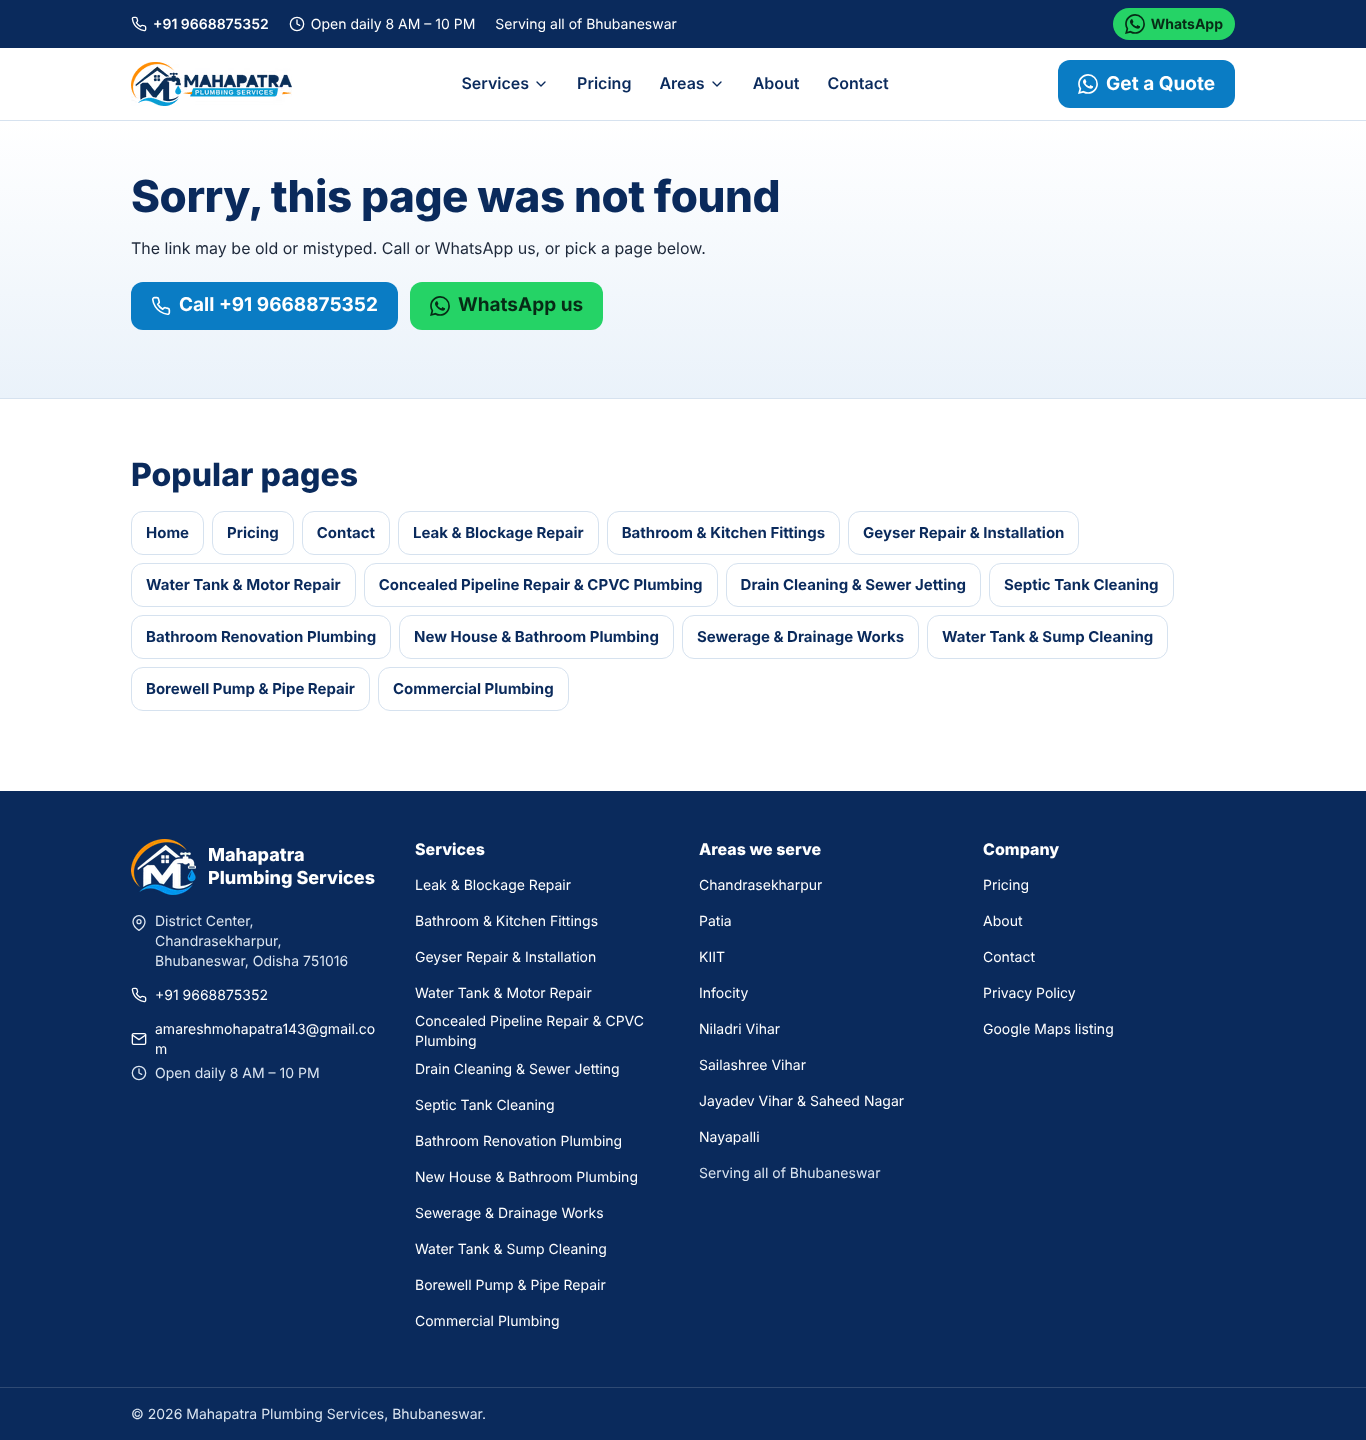 +91 9668875352
Open daily 8 AM – 10 PM
Serving all of Bhubaneswar
WhatsApp
MAHAPATRA
PLUMBING SERVICES
Services
Pricing
Areas
About
Contact
Get a Quote
Sorry, this page was not found
The link may be old or mistyped. Call or WhatsApp us, or pick a page below.
Call +91 9668875352
WhatsApp us
Popular pages
Home
Pricing
Contact
Leak & Blockage Repair
Bathroom & Kitchen Fittings
Geyser Repair & Installation
Water Tank & Motor Repair
Concealed Pipeline Repair & CPVC Plumbing
Drain Cleaning & Sewer Jetting
Septic Tank Cleaning
Bathroom Renovation Plumbing
New House & Bathroom Plumbing
Sewerage & Drainage Works
Water Tank & Sump Cleaning
Borewell Pump & Pipe Repair
Commercial Plumbing
Mahapatra
Plumbing Services
District Center,
Chandrasekharpur,
Bhubaneswar, Odisha 751016
+91 9668875352
amareshmohapatra143@gmail.co
m
Open daily 8 AM – 10 PM
Services
Leak & Blockage Repair
Bathroom & Kitchen Fittings
Geyser Repair & Installation
Water Tank & Motor Repair
Concealed Pipeline Repair & CPVC
Plumbing
Drain Cleaning & Sewer Jetting
Septic Tank Cleaning
Bathroom Renovation Plumbing
New House & Bathroom Plumbing
Sewerage & Drainage Works
Water Tank & Sump Cleaning
Borewell Pump & Pipe Repair
Commercial Plumbing
Areas we serve
Chandrasekharpur
Patia
KIIT
Infocity
Niladri Vihar
Sailashree Vihar
Jayadev Vihar & Saheed Nagar
Nayapalli
Serving all of Bhubaneswar
Company
Pricing
About
Contact
Privacy Policy
Google Maps listing
© 2026 Mahapatra Plumbing Services, Bhubaneswar.